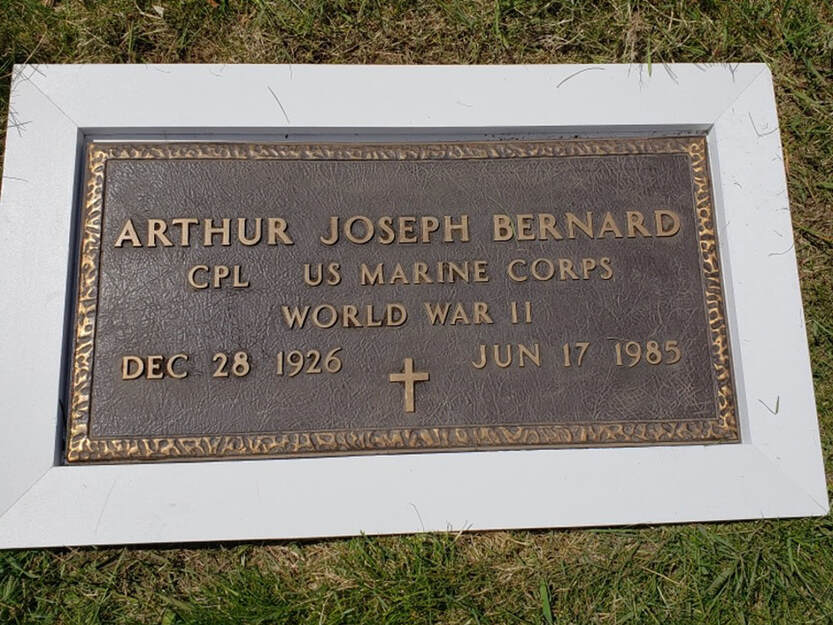 ARTHUR JOSEPH BERNARD
CPL US MARINE CORPS
WORLD WAR II
DEC 28 1926 JUN 17 1985